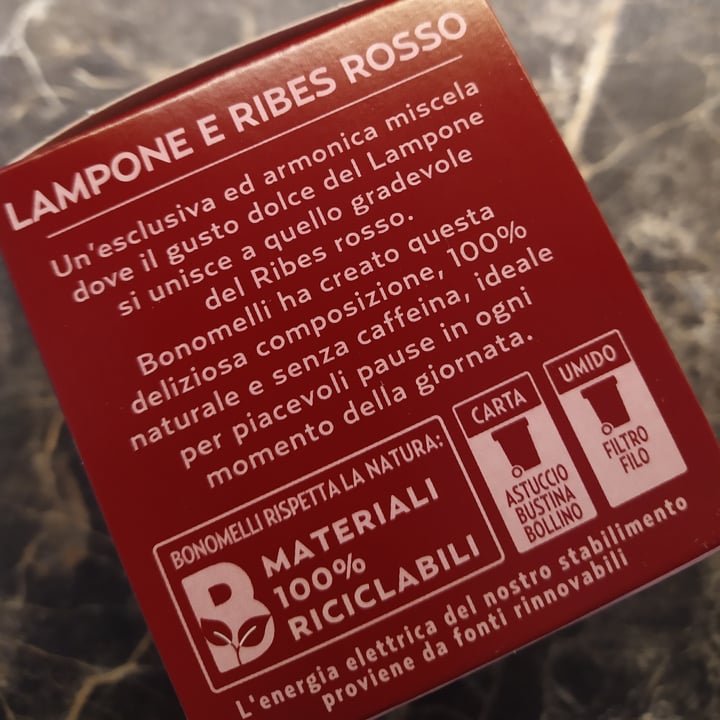 LAMPONE E RIBES ROSSO
Un'esclusiva ed armonica miscela
dove il gusto dolce del Lampone
si unisce a quello gradevole
del Ribes rosso.
Bonomelli ha creato questa
deliziosa composizione, 100%
naturale e senza caffeina, ideale
per piacevoli pause in ogni
momento della giornata.
BONOMELLI RISPETTA LA NATURA:
B MATERIALI
100%
RICICLABILI
CARTA
ASTUCCIO
BUSTINA
BOLLINO
UMIDO
FILTRO
FILO
L'energia elettrica del nostro stabilimento
proviene da fonti rinnovabili